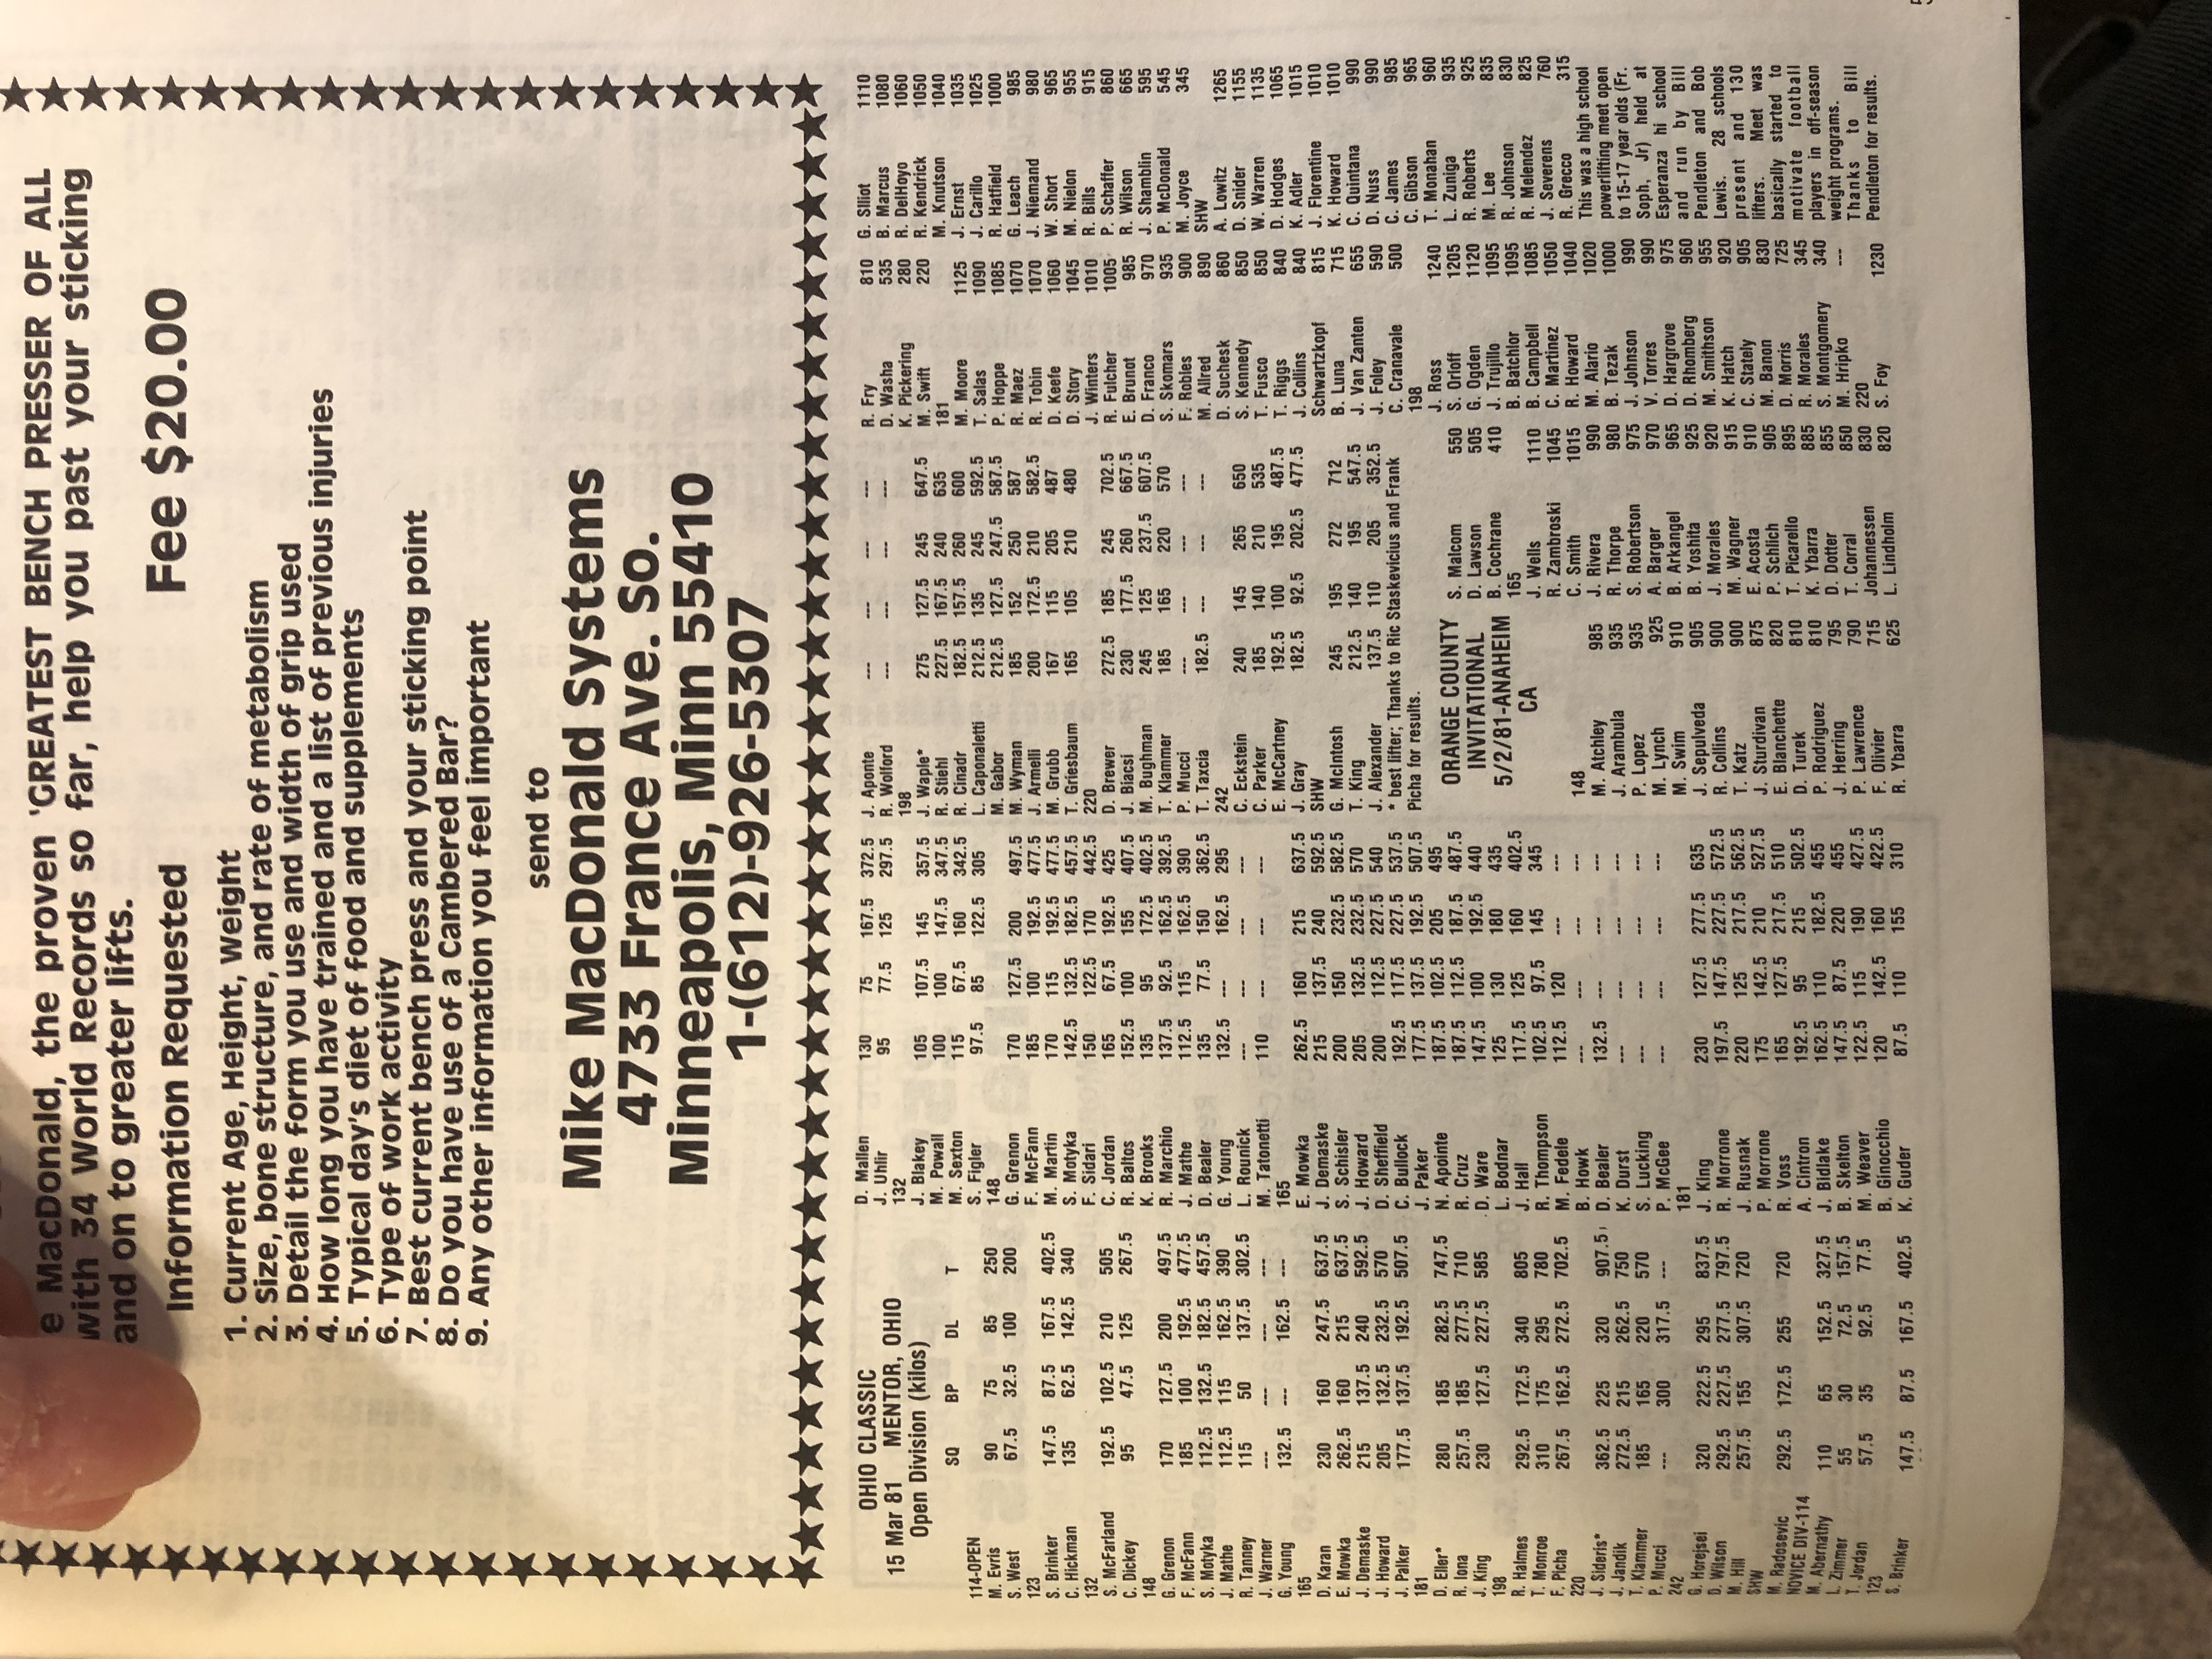 e MacDonald, the proven 'GREATEST BENCH PRESSER OF ALL
with 34 World Records so far, help you past your sticking
and on to greater lifts.
Information Requested Fee $20.00
1. Current Age, Height, Weight
2. Size, bone structure, and rate of metabolism
3. Detail the form you use and width of grip used
4. How long you have trained and a list of previous injuries
5. Typical day's diet of food and supplements
6. Type of work activity
7. Best current bench press and your sticking point
8. Do you have use of a Cambered Bar?
9. Any other information you feel important
send to
Mike MacDonald Systems
4733 France Ave. So.
Minneapolis, Minn 55410
1-(612)-926-5307
OHIO CLASSIC
15 Mar 81 MENTOR, OHIO
Open Division (kilos)
SQ BP DL T
114-OPEN
M. Evris 90 75 85 250
S. West 67.5 32.5 100 200
123
S. Brinker 147.5 87.5 167.5 402.5
C. Hickman 135 62.5 142.5 340
132
S. McFarland 192.5 102.5 210 505
C. Dickey 95 47.5 125 267.5
148
G. Grenon 170 127.5 200 497.5
F. McFann 185 100 192.5 477.5
S. Motyka 112.5 132.5 182.5 457.5
J. Mathe 112.5 115 162.5 390
R. Tanney 115 50 137.5 302.5
J. Warner --- --- --- ---
G. Young 132.5 --- 162.5 ---
165
D. Karan 230 160 247.5 637.5
E. Mowka 262.5 160 215 637.5
J. Demaske 215 137.5 240 592.5
J. Howard 205 132.5 232.5 570
J. Palker 177.5 137.5 192.5 507.5
181
D. Eller* 280 185 282.5 747.5
R. Iona 257.5 185 277.5 710
J. King 230 127.5 227.5 585
198
R. Halmes 292.5 172.5 340 805
T. Monroe 310 175 295 780
F. Picha 267.5 162.5 272.5 702.5
220
J. Sideris* 362.5 225 320 907.5
J. Jandik 272.5 215 262.5 750
T. Klammer 185 165 220 570
P. Mucci --- 300 317.5 ---
242
G. Horejsei 320 222.5 295 837.5
D. Wilson 292.5 227.5 277.5 797.5
M. Hill 257.5 155 307.5 720
SHW
M. Radosevic 292.5 172.5 255 720
NOVICE DIV-114
M. Abernathy 110 65 152.5 327.5
L. Zimmer 55 30 72.5 157.5
T. Jordan 57.5 35 92.5 77.5
123
S. Brinker 147.5 87.5 167.5 402.5
D. Mallen 130 75 167.5 372.5
J. Uhlir 95 77.5 125 297.5
132
J. Blakey 105 107.5 145 357.5
M. Powall 100 100 147.5 347.5
M. Sexton 115 67.5 160 342.5
S. Figler 97.5 85 122.5 305
148
G. Grenon 170 127.5 200 497.5
F. McFann 185 100 192.5 477.5
M. Martin 170 115 192.5 477.5
S. Motyka 142.5 132.5 182.5 457.5
F. Sidari 150 122.5 170 442.5
C. Jordan 165 67.5 192.5 425
R. Baltos 152.5 100 155 407.5
K. Brooks 135 95 172.5 402.5
R. Marchio 137.5 92.5 162.5 392.5
J. Mathe 112.5 115 162.5 390
D. Bealer 135 77.5 150 362.5
G. Young 132.5 --- 162.5 295
L. Rounick --- --- --- ---
M. Tatonetti 110 --- --- ---
165
E. Mowka 262.5 160 215 637.5
J. Demaske 215 137.5 240 592.5
S. Schisler 200 150 232.5 582.5
J. Howard 205 132.5 232.5 570
D. Sheffield 200 112.5 227.5 540
C. Bullock 192.5 117.5 227.5 537.5
J. Paker 177.5 137.5 192.5 507.5
N. Apointe 187.5 102.5 205 495
R. Cruz 187.5 112.5 187.5 487.5
D. Ware 147.5 100 192.5 440
L. Bodnar 125 130 180 435
J. Hall 117.5 125 160 402.5
R. Thompson 102.5 97.5 145 345
M. Fedele 112.5 120 --- ---
B. Howk --- --- --- ---
D. Bealer 132.5 --- --- ---
K. Durst --- --- --- ---
S. Lucking --- --- --- ---
P. McGee --- --- --- ---
181
J. King 230 127.5 277.5 635
R. Morrone 197.5 147.5 227.5 572.5
J. Rusnak 220 125 217.5 562.5
P. Morrone 175 142.5 210 527.5
R. Voss 165 127.5 217.5 510
A. Cintron 192.5 95 215 502.5
J. Bidlake 162.5 110 182.5 455
B. Skelton 147.5 87.5 220 455
M. Weaver 122.5 115 190 427.5
B. Ginocchio 120 142.5 160 422.5
K. Guder 87.5 110 155 310
J. Aponte --- --- --- ---
R. Wolford --- --- --- ---
198
J. Waple* 275 127.5 245 647.5
R. Stiehl 227.5 167.5 240 635
R. Cinadr 182.5 157.5 260 600
L. Caponaletti 212.5 135 245 592.5
M. Gabor 212.5 127.5 247.5 587.5
M. Wyman 185 152 250 587
J. Armelli 200 172.5 210 582.5
M. Grubb 167 115 205 487
T. Griesbaum 165 105 210 480
220
D. Brewer 272.5 185 245 702.5
J. Biacsi 230 177.5 260 667.5
M. Bughman 245 125 237.5 607.5
T. Klammer 185 165 220 570
P. Mucci --- --- --- ---
T. Taxcia 182.5 --- --- ---
242
C. Eckstein 240 145 265 650
C. Parker 185 140 210 535
E. McCartney 192.5 100 195 487.5
J. Gray 182.5 92.5 202.5 477.5
SHW
G. McIntosh 245 195 272 712
T. King 212.5 140 195 547.5
J. Alexander 137.5 110 205 352.5
* best lifter; Thanks to Ric Staskevicius and Frank
Picha for results.
ORANGE COUNTY
INVITATIONAL
5/2/81-ANAHEIM
CA
148
M. Atchley 985
J. Arambula 935
P. Lopez 935
M. Lynch 925
M. Swim 910
J. Sepulveda 905
R. Collins 900
T. Katz 900
J. Sturdivan 875
E. Blanchette 820
D. Turek 810
P. Rodriguez 810
J. Herring 795
P. Lawrence 790
F. Olivier 715
R. Ybarra 625
S. Malcom 550
D. Lawson 505
B. Cochrane 410
165
J. Wells 1110
R. Zambroski 1045
C. Smith 1015
J. Rivera 990
R. Thorpe 980
S. Robertson 975
A. Barger 970
B. Arkangel 965
B. Yoshita 925
J. Morales 920
M. Wagner 915
E. Acosta 910
P. Schlich 905
T. Picarello 895
K. Ybarra 885
D. Dotter 855
T. Corral 850
Johannessen 830
L. Lindholm 820
R. Fry 810
D. Washa 535
K. Pickering 280
M. Swift 220
181
M. Moore 1125
T. Salas 1090
P. Hoppe 1085
R. Maez 1070
R. Tobin 1070
D. Keefe 1060
D. Story 1045
J. Winters 1010
R. Fulcher 1005
E. Brunot 985
D. Franco 970
S. Skomars 935
F. Robles 900
M. Allred 890
D. Suchesk 860
S. Kennedy 850
T. Fusco 850
T. Riggs 840
J. Collins 840
Schwartzkopf 815
B. Luna 715
J. Van Zanten 655
J. Foley 590
C. Cranavale 500
198
J. Ross 1240
S. Orloff 1205
G. Ogden 1120
J. Trujillo 1095
B. Batchlor 1095
B. Campbell 1085
C. Martinez 1050
R. Howard 1040
M. Alario 1020
B. Tezak 1000
J. Johnson 990
V. Torres 990
D. Hargrove 975
D. Rhomberg 960
M. Smithson 955
K. Hatch 920
C. Stately 905
M. Banon 830
D. Morris 725
R. Morales 345
S. Montgomery 340
M. Hripko ---
220
S. Foy 1230
G. Slliot 1110
B. Marcus 1080
R. DelHoyo 1060
R. Kendrick 1050
M. Knutson 1040
J. Ernst 1035
J. Carillo 1025
R. Hatfield 1000
G. Leach 985
J. Niemand 980
W. Short 965
M. Nielon 955
R. Bills 915
P. Schaffer 860
R. Wilson 665
J. Shamblin 595
P. McDonald 545
M. Joyce 345
SHW
A. Lowitz 1265
D. Snider 1155
W. Warren 1135
D. Hodges 1065
K. Adler 1015
J. Florentine 1010
K. Howard 1010
C. Quintana 990
D. Nuss 990
C. James 985
C. Gibson 965
T. Monahan 960
L. Zuniga 935
R. Roberts 925
M. Lee 835
R. Johnson 830
R. Melendez 825
J. Severens 760
R. Grecco 315
This was a high school
powerlifting meet open
to 15-17 year olds (Fr.
Soph, Jr) held at
Esperanza hi school
and run by Bill
Pendleton and Bob
Lewis. 28 schools
present and 130
lifters. Meet was
basically started to
motivate football
players in off-season
weight programs.
Thanks to Bill
Pendleton for results.